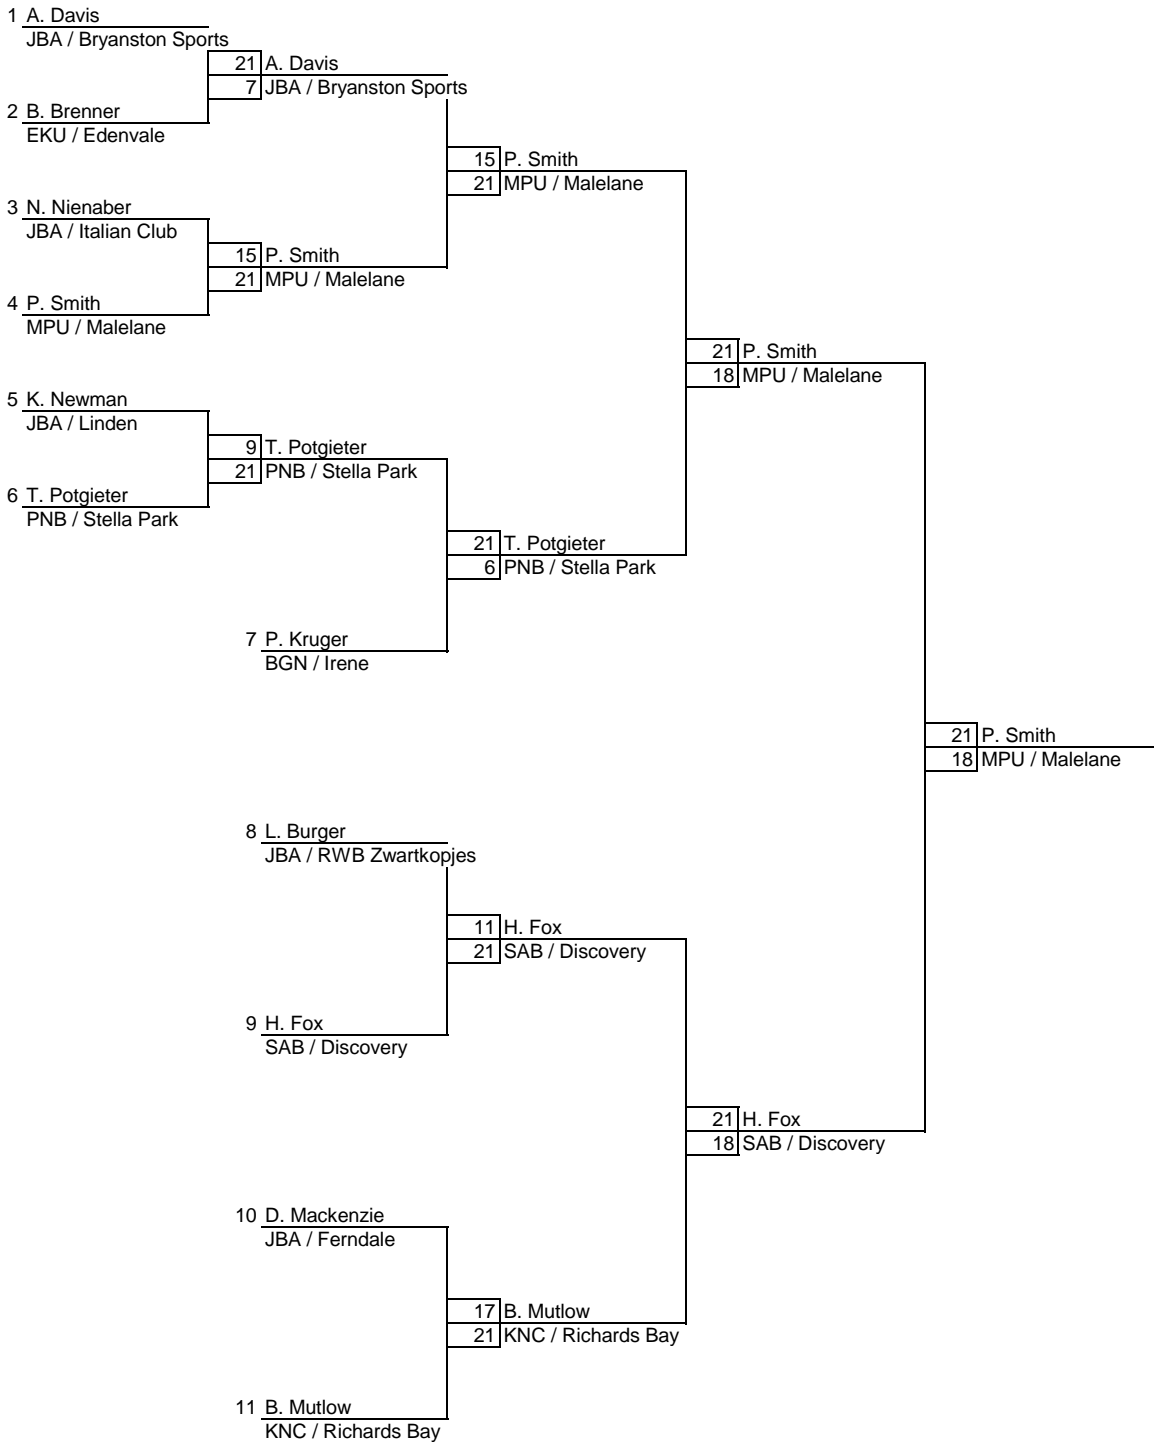 1 A. Davis
JBA / Bryanston Sports
21 A. Davis
7 JBA / Bryanston Sports
2 B. Brenner
EKU / Edenvale
15 P. Smith
21 MPU / Malelane
3 N. Nienaber
JBA / Italian Club
15 P. Smith
21 MPU / Malelane
4 P. Smith
MPU / Malelane
21 P. Smith
18 MPU / Malelane
5 K. Newman
JBA / Linden
9 T. Potgieter
21 PNB / Stella Park
6 T. Potgieter
PNB / Stella Park
21 T. Potgieter
6 PNB / Stella Park
7 P. Kruger
BGN / Irene
21 P. Smith
18 MPU / Malelane
8 L. Burger
JBA / RWB Zwartkopjes
11 H. Fox
21 SAB / Discovery
9 H. Fox
SAB / Discovery
21 H. Fox
18 SAB / Discovery
10 D. Mackenzie
JBA / Ferndale
17 B. Mutlow
21 KNC / Richards Bay
11 B. Mutlow
KNC / Richards Bay